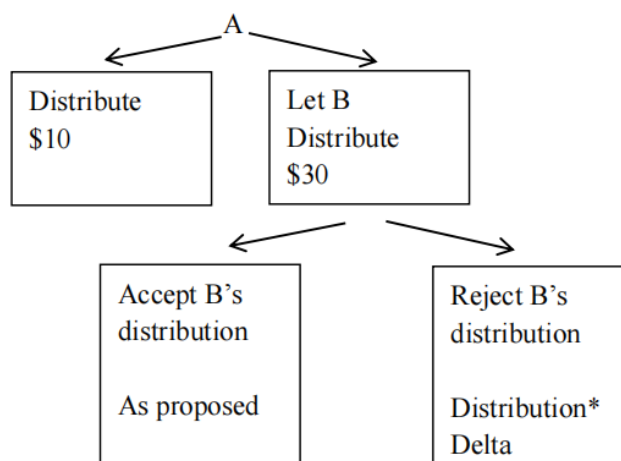 A
Distribute
$10
Let B
Distribute
$30
Accept B's
distribution
As proposed
Reject B's
distribution
Distribution*
Delta